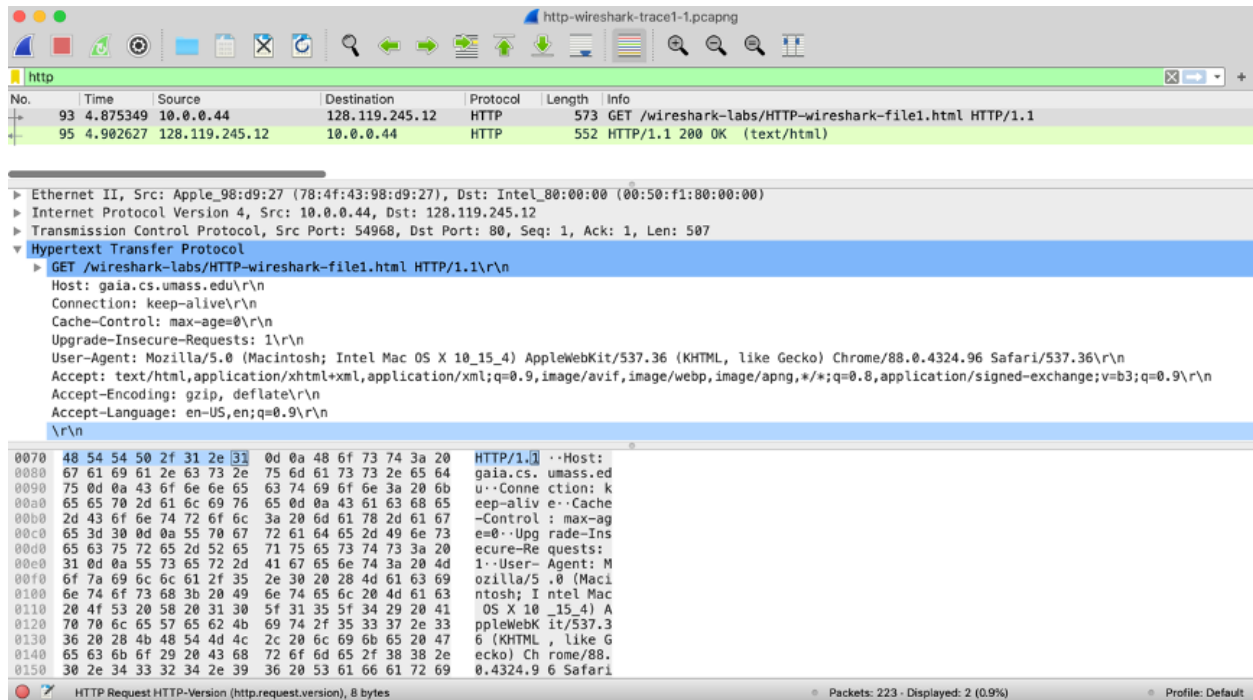 http-wireshark-trace1-1.pcapng
http
No. Time Source Destination Protocol Length Info
93 4.875349 10.0.0.44 128.119.245.12 HTTP 573 GET /wireshark-labs/HTTP-wireshark-file1.html HTTP/1.1
95 4.902627 128.119.245.12 10.0.0.44 HTTP 552 HTTP/1.1 200 OK (text/html)
Ethernet II, Src: Apple_98:d9:27 (78:4f:43:98:d9:27), Dst: Intel_80:00:00 (00:50:f1:80:00:00)
Internet Protocol Version 4, Src: 10.0.0.44, Dst: 128.119.245.12
Transmission Control Protocol, Src Port: 54968, Dst Port: 80, Seq: 1, Ack: 1, Len: 507
Hypertext Transfer Protocol
GET /wireshark-labs/HTTP-wireshark-file1.html HTTP/1.1\r\n
Host: gaia.cs.umass.edu\r\n
Connection: keep-alive\r\n
Cache-Control: max-age=0\r\n
Upgrade-Insecure-Requests: 1\r\n
User-Agent: Mozilla/5.0 (Macintosh; Intel Mac OS X 10_15_4) AppleWebKit/537.36 (KHTML, like Gecko) Chrome/88.0.4324.96 Safari/537.36\r\n
Accept: text/html,application/xhtml+xml,application/xml;q=0.9,image/avif,image/webp,image/apng,*/*;q=0.8,application/signed-exchange;v=b3;q=0.9\r\n
Accept-Encoding: gzip, deflate\r\n
Accept-Language: en-US,en;q=0.9\r\n
\r\n
0070 48 54 54 50 2f 31 2e 31 0d 0a 48 6f 73 74 3a 20 HTTP/1.1 ··Host: 
0080 67 61 69 61 2e 63 73 2e 75 6d 61 73 73 2e 65 64 gaia.cs. umass.ed
0090 75 0d 0a 43 6f 6e 6e 65 63 74 69 6f 6e 3a 20 6b u··Conne ction: k
00a0 65 65 70 2d 61 6c 69 76 65 0d 0a 43 61 63 68 65 eep-aliv e··Cache
00b0 2d 43 6f 6e 74 72 6f 6c 3a 20 6d 61 78 2d 61 67 -Control : max-ag
00c0 65 3d 30 0d 0a 55 70 67 72 61 64 65 2d 49 6e 73 e=0··Upg rade-Ins
00d0 65 63 75 72 65 2d 52 65 71 75 65 73 74 73 3a 20 ecure-Re quests: 
00e0 31 0d 0a 55 73 65 72 2d 41 67 65 6e 74 3a 20 4d 1··User- Agent: M
00f0 6f 7a 69 6c 6c 61 2f 35 2e 30 20 28 4d 61 63 69 ozilla/5 .0 (Maci
0100 6e 74 6f 73 68 3b 20 49 6e 74 65 6c 20 4d 61 63 ntosh; I ntel Mac
0110 20 4f 53 20 58 20 31 30 5f 31 35 5f 34 29 20 41 OS X 10 _15_4) A
0120 70 70 6c 65 57 65 62 4b 69 74 2f 35 33 37 2e 33 ppleWebK it/537.3
0130 36 20 28 4b 48 54 4d 4c 2c 20 6c 69 6b 65 20 47 6 (KHTML , like G
0140 65 63 6b 6f 29 20 43 68 72 6f 6d 65 2f 38 38 2e ecko) Ch rome/88.
0150 30 2e 34 33 32 34 2e 39 36 20 53 61 66 61 72 69 0.4324.9 6 Safari
HTTP Request HTTP-Version (http.request.version), 8 bytes Packets: 223 · Displayed: 2 (0.9%) Profile: Default